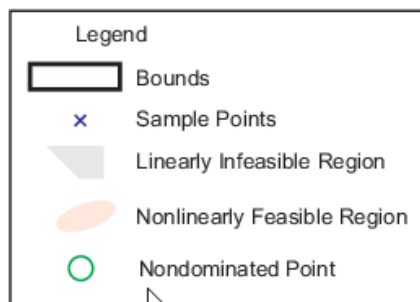 Legend
Bounds
Sample Points
Linearly Infeasible Region
Nonlinearly Feasible Region
Nondominated Point